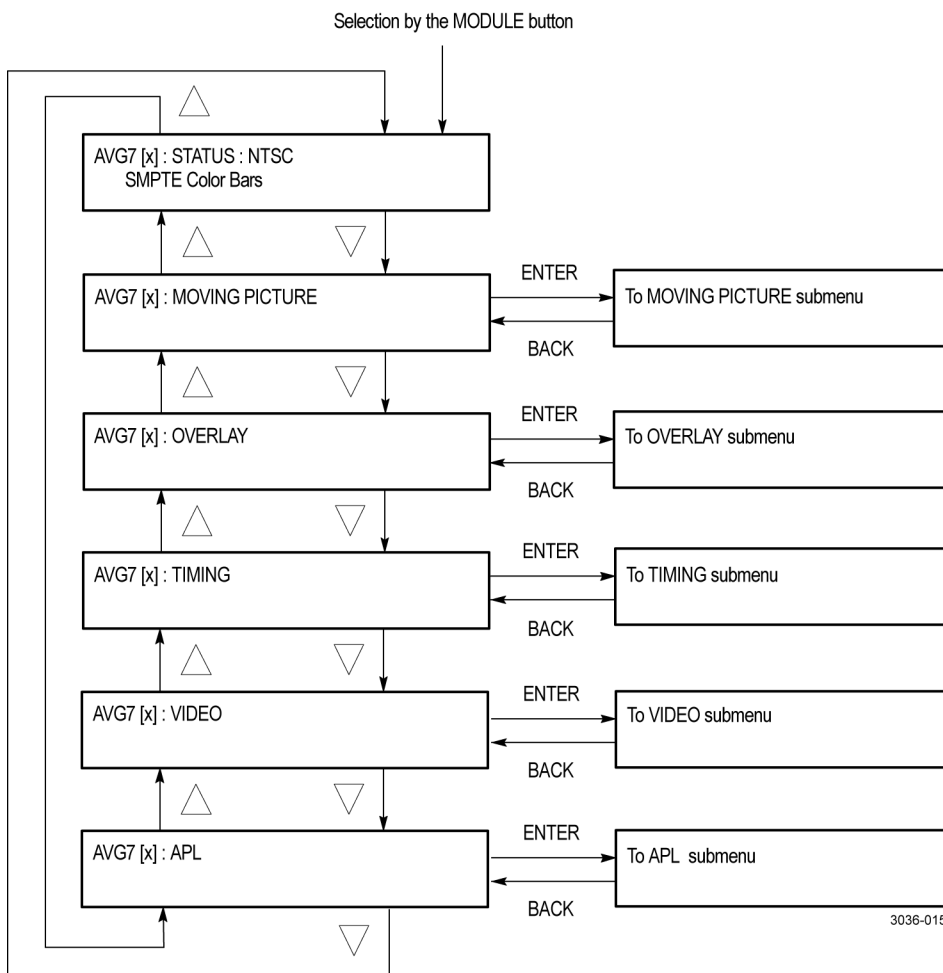 Selection by the MODULE button
AVG7 [x] : STATUS : NTSC
SMPTE Color Bars
AVG7 [x] : MOVING PICTURE
ENTER
To MOVING PICTURE submenu
BACK
AVG7 [x] : OVERLAY
ENTER
To OVERLAY submenu
BACK
AVG7 [x] : TIMING
ENTER
To TIMING submenu
BACK
AVG7 [x] : VIDEO
ENTER
To VIDEO submenu
BACK
AVG7 [x] : APL
ENTER
To APL submenu
BACK
3036-015